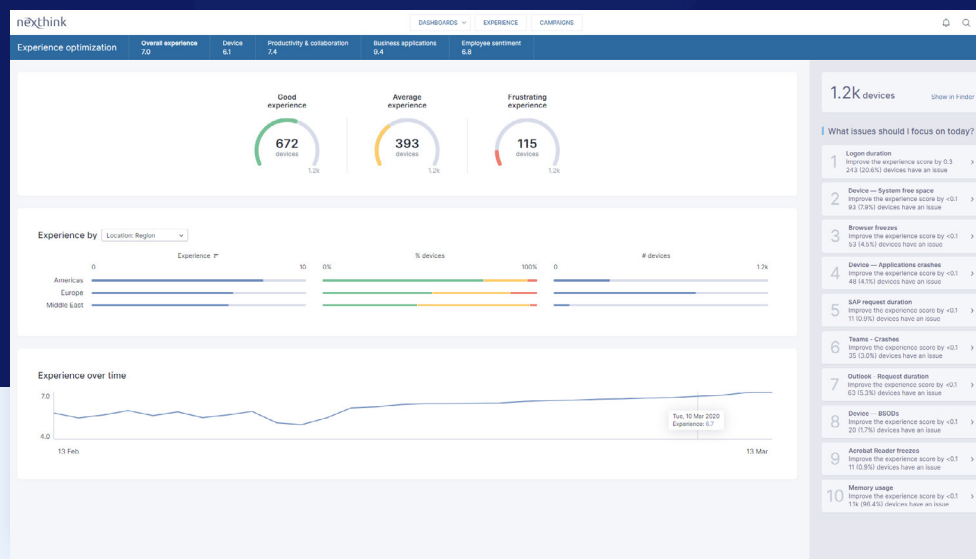 nexthink
DASHBOARDS EXPERIENCE CAMPAIGNS
Experience optimization
Overall experience
7.0
Device
6.1
Productivity & collaboration
7.4
Business applications
9.4
Employee sentiment
6.8
Good
experience
672
devices
1.2k
Average
experience
393
devices
1.2k
Frustrating
experience
115
devices
1.2k
Experience by Location: Region
Experience % devices # devices
0 10 0% 100% 0 1.2k
Americas
Europe
Middle East
Experience over time
7.0
4.0
Tue, 10 Mar 2020
Experience: 6.7
13 Feb 13 Mar
1.2k devices Show in Finder
What issues should I focus on today?
1 Logon duration
Improve the experience score by 0.3
243 (20.6%) devices have an issue
2 Device — System free space
Improve the experience score by <0.1
93 (7.9%) devices have an issue
3 Browser freezes
Improve the experience score by <0.1
53 (4.5%) devices have an issue
4 Device — Applications crashes
Improve the experience score by <0.1
48 (4.1%) devices have an issue
5 SAP request duration
Improve the experience score by <0.1
11 (0.9%) devices have an issue
6 Teams - Crashes
Improve the experience score by <0.1
35 (3.0%) devices have an issue
7 Outlook - Request duration
Improve the experience score by <0.1
63 (5.3%) devices have an issue
8 Device — BSODs
Improve the experience score by <0.1
20 (1.7%) devices have an issue
9 Acrobat Reader freezes
Improve the experience score by <0.1
11 (0.9%) devices have an issue
10 Memory usage
Improve the experience score by <0.1
1.1k (96.4%) devices have an issue